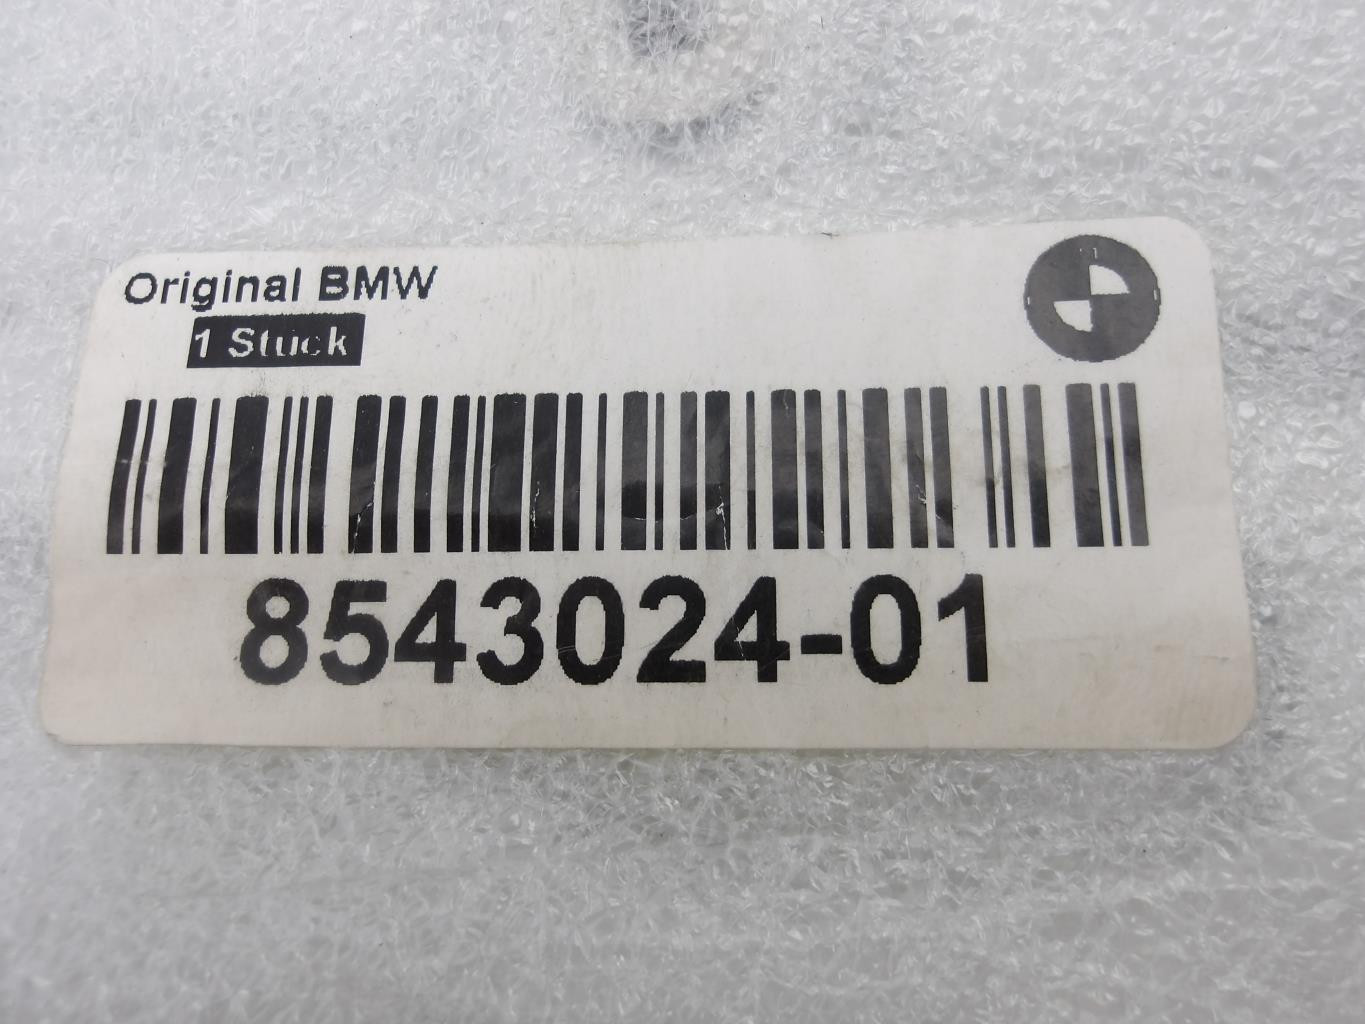 Original BMW
1 Stuck
8543024-01